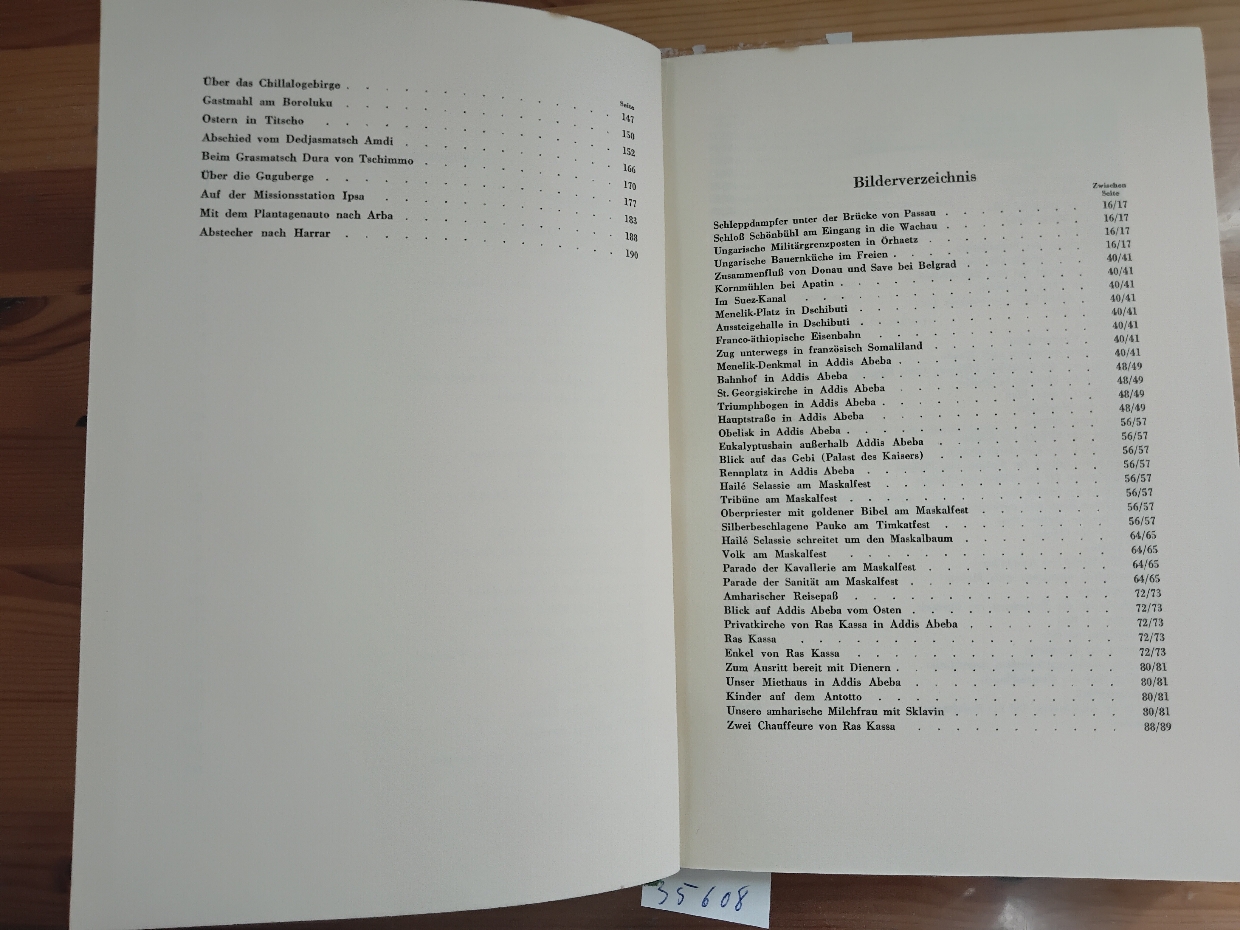 Seite
Über das Chillalogebirge . . . . . . . . . . . . 147
Gastmahl am Boroluku . . . . . . . . . . . . 150
Ostern in Titscho . . . . . . . . . . . . 152
Abschied vom Dedjasmatsch Amdi . . . . . . . . . . . 166
Beim Grasmatsch Dura von Tschimmo . . . . . . . . . . 170
Über die Guguberge . . . . . . . . . . . . 177
Auf der Missionsstation Ipsa . . . . . . . . . . . . 183
Mit dem Plantagenauto nach Arba . . . . . . . . . . . 188
Abstecher nach Harrar . . . . . . . . . . . . 190
Bilderverzeichnis
Zwischen
Seite
Schleppdampfer unter der Brücke von Passau . . . . . . . 16/17
Schloß Schönbühl am Eingang in die Wachau . . . . . . . 16/17
Ungarische Militärgrenzposten in Örhaetz . . . . . . . . 16/17
Ungarische Bauernküche im Freien . . . . . . . . . 16/17
Zusammenfluß von Donau und Save bei Belgrad . . . . . . 40/41
Kornmühlen bei Apatin . . . . . . . . . . . 40/41
Im Suez-Kanal . . . . . . . . . . . . 40/41
Menelik-Platz in Dschibuti . . . . . . . . . . 40/41
Aussteigehalle in Dschibuti . . . . . . . . . . 40/41
Franco-äthiopische Eisenbahn . . . . . . . . . . 40/41
Zug unterwegs in französisch Somaliland . . . . . . . . 40/41
Menelik-Denkmal in Addis Abeba . . . . . . . . . 40/41
Bahnhof in Addis Abeba . . . . . . . . . . 48/49
St. Georgiskirche in Addis Abeba . . . . . . . . . 48/49
Triumphbogen in Addis Abeba . . . . . . . . . . 48/49
Hauptstraße in Addis Abeba . . . . . . . . . . 48/49
Obelisk in Addis Abeba . . . . . . . . . . . 56/57
Eukalyptushain außerhalb Addis Abeba . . . . . . . . 56/57
Blick auf das Gebi (Palast des Kaisers) . . . . . . . . 56/57
Rennplatz in Addis Abeba . . . . . . . . . . 56/57
Hailé Selassie am Maskalfest . . . . . . . . . . 56/57
Tribüne am Maskalfest . . . . . . . . . . . 56/57
Oberpriester mit goldener Bibel am Maskalfest . . . . . . 56/57
Silberbeschlagene Pauke am Timkatfest . . . . . . . . 56/57
Hailé Selassie schreitet um den Maskalbaum . . . . . . . 64/65
Volk am Maskalfest . . . . . . . . . . . 64/65
Parade der Kavallerie am Maskalfest . . . . . . . . . 64/65
Parade der Sanität am Maskalfest . . . . . . . . . 64/65
Amharischer Reisepaß . . . . . . . . . . . 72/73
Blick auf Addis Abeba vom Osten . . . . . . . . . 72/73
Privatkirche von Ras Kassa in Addis Abeba . . . . . . . 72/73
Ras Kassa . . . . . . . . . . . . 72/73
Enkel von Ras Kassa . . . . . . . . . . . 72/73
Zum Ausritt bereit mit Dienern . . . . . . . . . . 80/81
Unser Miethaus in Addis Abeba . . . . . . . . . 80/81
Kinder auf dem Antotto . . . . . . . . . . 80/81
Unsere amharische Milchfrau mit Sklavin . . . . . . . . 80/81
Zwei Chauffeure von Ras Kassa . . . . . . . . . 88/89
35608